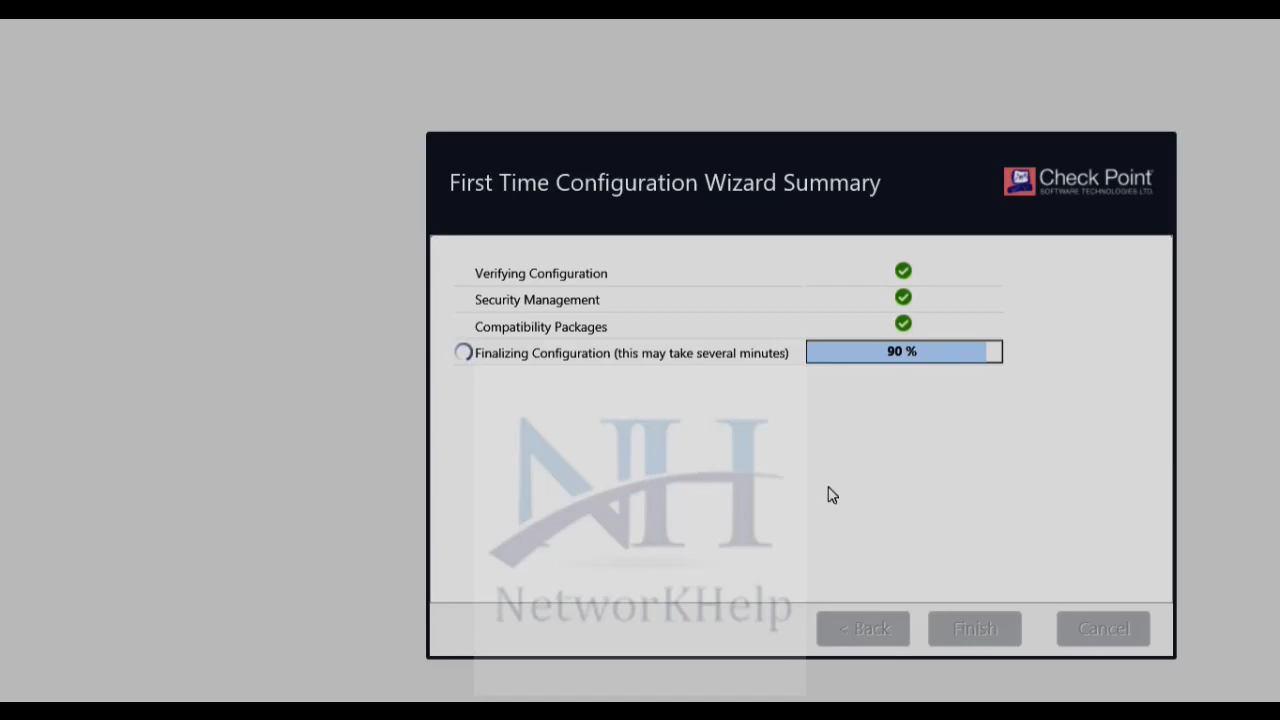 First Time Configuration Wizard Summary
Check Point
SOFTWARE TECHNOLOGIES LTD.
Verifying Configuration
Security Management
Compatibility Packages
Finalizing Configuration (this may take several minutes)
90 %
NH
NetworKHelp
< Back
Finish
Cancel